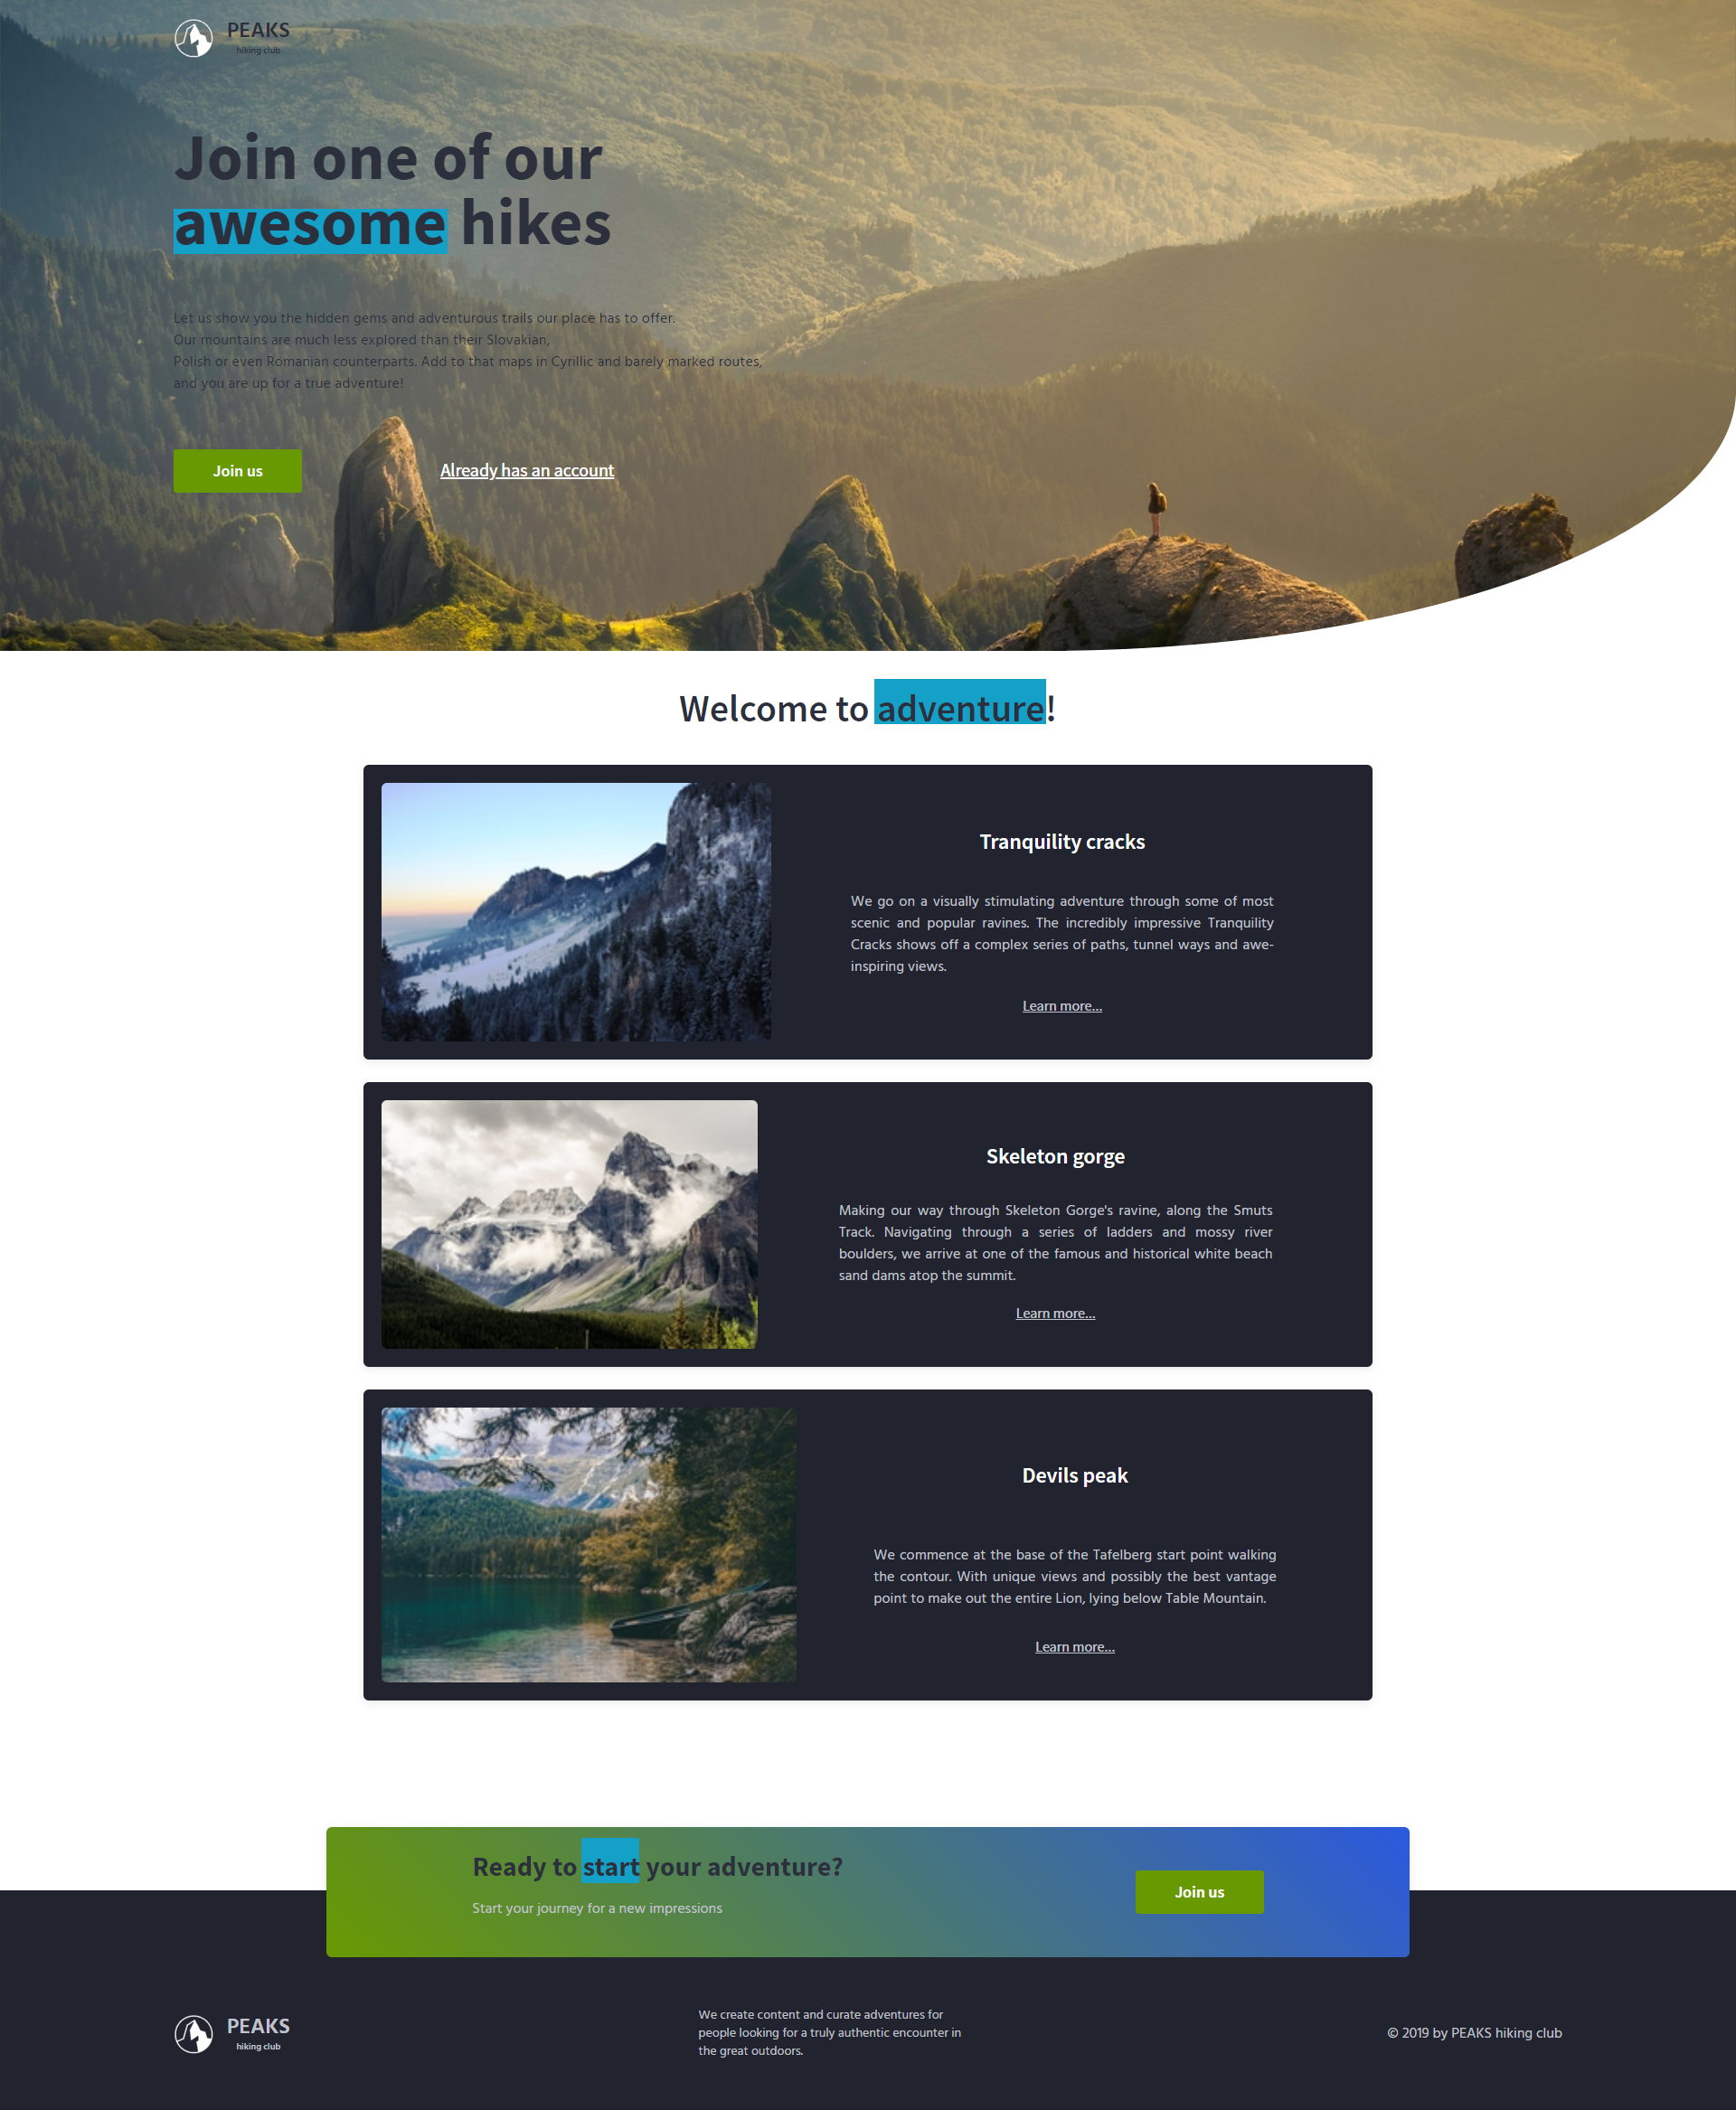 PEAKS
hiking club
Join one of our
awesome hikes
Let us show you the hidden gems and adventurous trails our place has to offer.
Our mountains are much less explored than their Slovakian,
Polish or even Romanian counterparts. Add to that maps in Cyrillic and barely marked routes,
and you are up for a true adventure!
Join us
Already has an account
Welcome to adventure!
Tranquility cracks
We go on a visually stimulating adventure through some of most
scenic and popular ravines. The incredibly impressive Tranquility
Cracks shows off a complex series of paths, tunnel ways and awe-
inspiring views.
Learn more...
Skeleton gorge
Making our way through Skeleton Gorge's ravine, along the Smuts
Track. Navigating through a series of ladders and mossy river
boulders, we arrive at one of the famous and historical white beach
sand dams atop the summit.
Learn more...
Devils peak
We commence at the base of the Tafelberg start point walking
the contour. With unique views and possibly the best vantage
point to make out the entire Lion, lying below Table Mountain.
Learn more...
Ready to start your adventure?
Start your journey for a new impressions
Join us
PEAKS
hiking club
We create content and curate adventures for
people looking for a truly authentic encounter in
the great outdoors.
© 2019 by PEAKS hiking club